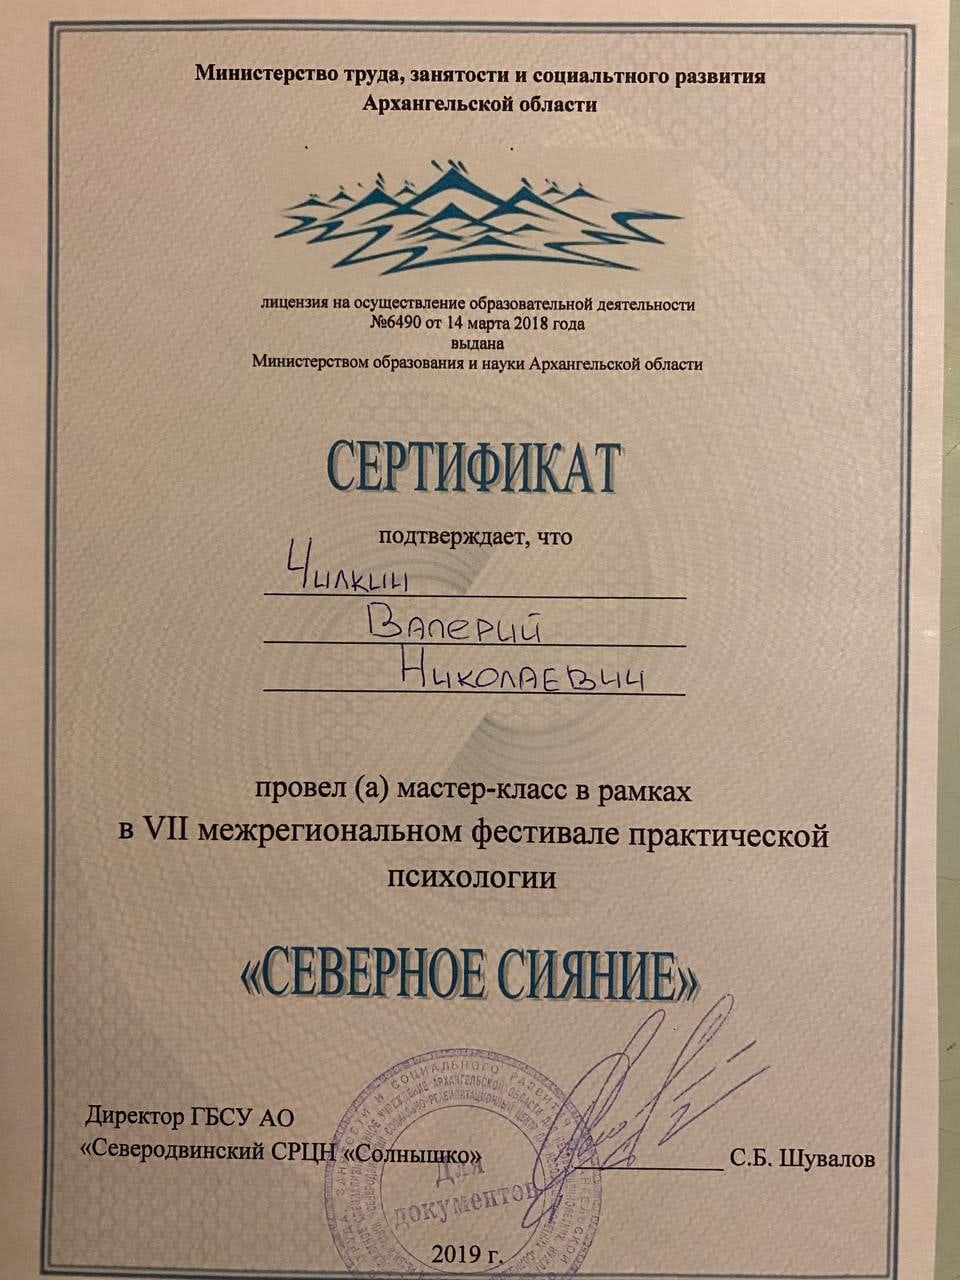 Министерство труда, занятости и социальтного развития
Архангельской области
лицензия на осуществление образовательной деятельности
№6490 от 14 марта 2018 года
выдана
Министерством образования и науки Архангельской области
СЕРТИФИКАТ
подтверждает, что
Чилкин
Валерий
Николаевич
провел (а) мастер-класс в рамках
в VII межрегиональном фестивале практической
психологии
«СЕВЕРНОЕ СИЯНИЕ»
Директор ГБСУ АО
«Северодвинский СРЦН «Солнышко»
С.Б. Шувалов
Для
документов
2019 г.